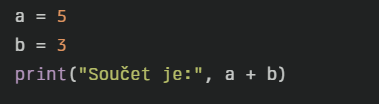 a = 5
b = 3
print("Součet je:", a + b)